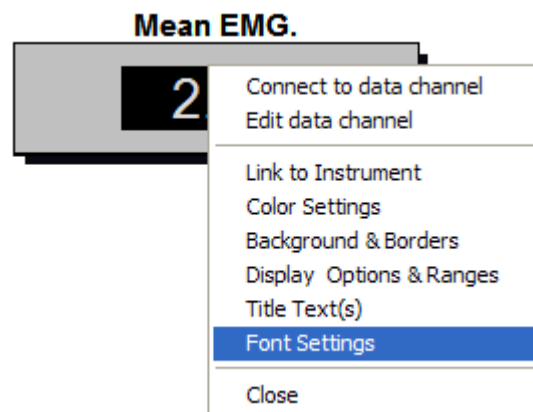 Mean EMG.
2.
Connect to data channel
Edit data channel
Link to Instrument
Color Settings
Background & Borders
Display Options & Ranges
Title Text(s)
Font Settings
Close